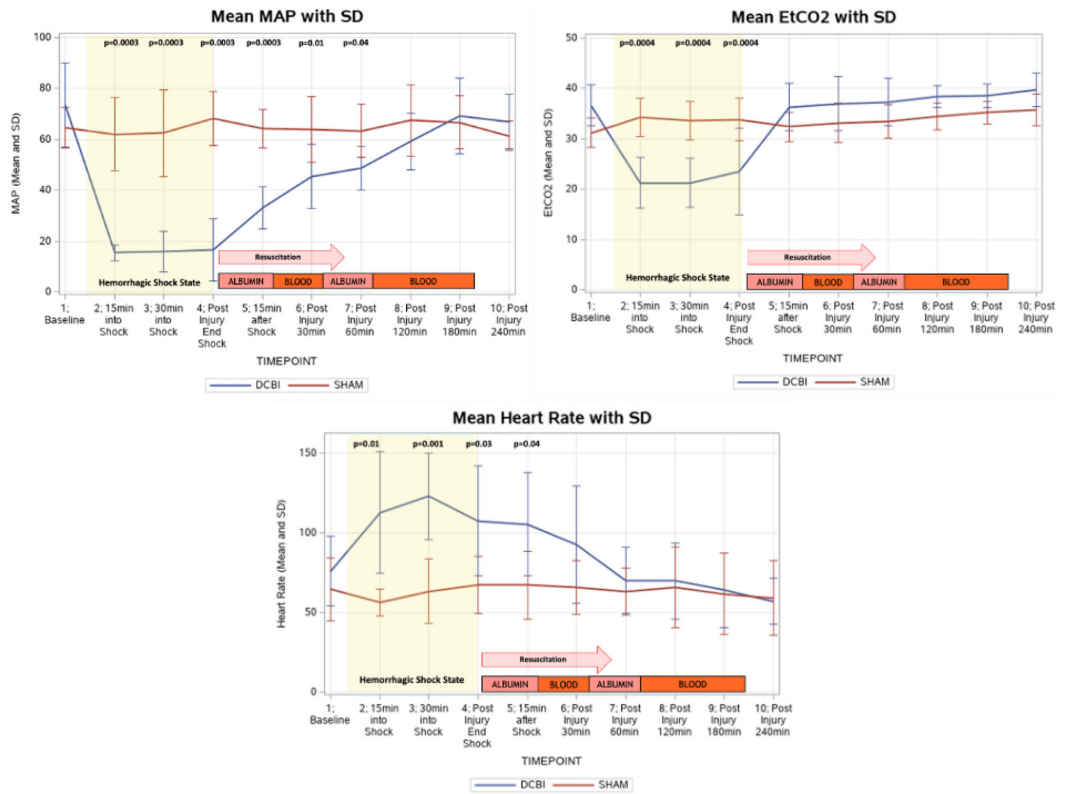 Mean MAP with SD
p=0.0003 p=0.0003 p=0.0003 p=0.0003 p=0.01 p=0.04
100
80
60
40
20
0
MAP (Mean and SD)
Resuscitation
Hemorrhagic Shock State
ALBUMIN BLOOD ALBUMIN BLOOD
1; Baseline
2; 15min into Shock
3; 30min into Shock
4; Post Injury End Shock
5; 15min after Shock
6; Post Injury 30min
7; Post Injury 60min
8; Post Injury 120min
9; Post Injury 180min
10; Post Injury 240min
TIMEPOINT
DCBI SHAM
Mean EtCO2 with SD
p=0.0004 p=0.0004 p=0.0004
50
40
30
20
10
0
EtCO2 (Mean and SD)
Resuscitation
Hemorrhagic Shock State
ALBUMIN BLOOD ALBUMIN BLOOD
1; Baseline
2; 15min into Shock
3; 30min into Shock
4; Post Injury End Shock
5; 15min after Shock
6; Post Injury 30min
7; Post Injury 60min
8; Post Injury 120min
9; Post Injury 180min
10; Post Injury 240min
TIMEPOINT
DCBI SHAM
Mean Heart Rate with SD
p=0.01 p=0.001 p=0.03 p=0.04
150
100
50
0
Heart Rate (Mean and SD)
Resuscitation
Hemorrhagic Shock State
ALBUMIN BLOOD ALBUMIN BLOOD
1; Baseline
2; 15min into Shock
3; 30min into Shock
4; Post Injury End Shock
5; 15min after Shock
6; Post Injury 30min
7; Post Injury 60min
8; Post Injury 120min
9; Post Injury 180min
10; Post Injury 240min
TIMEPOINT
DCBI SHAM